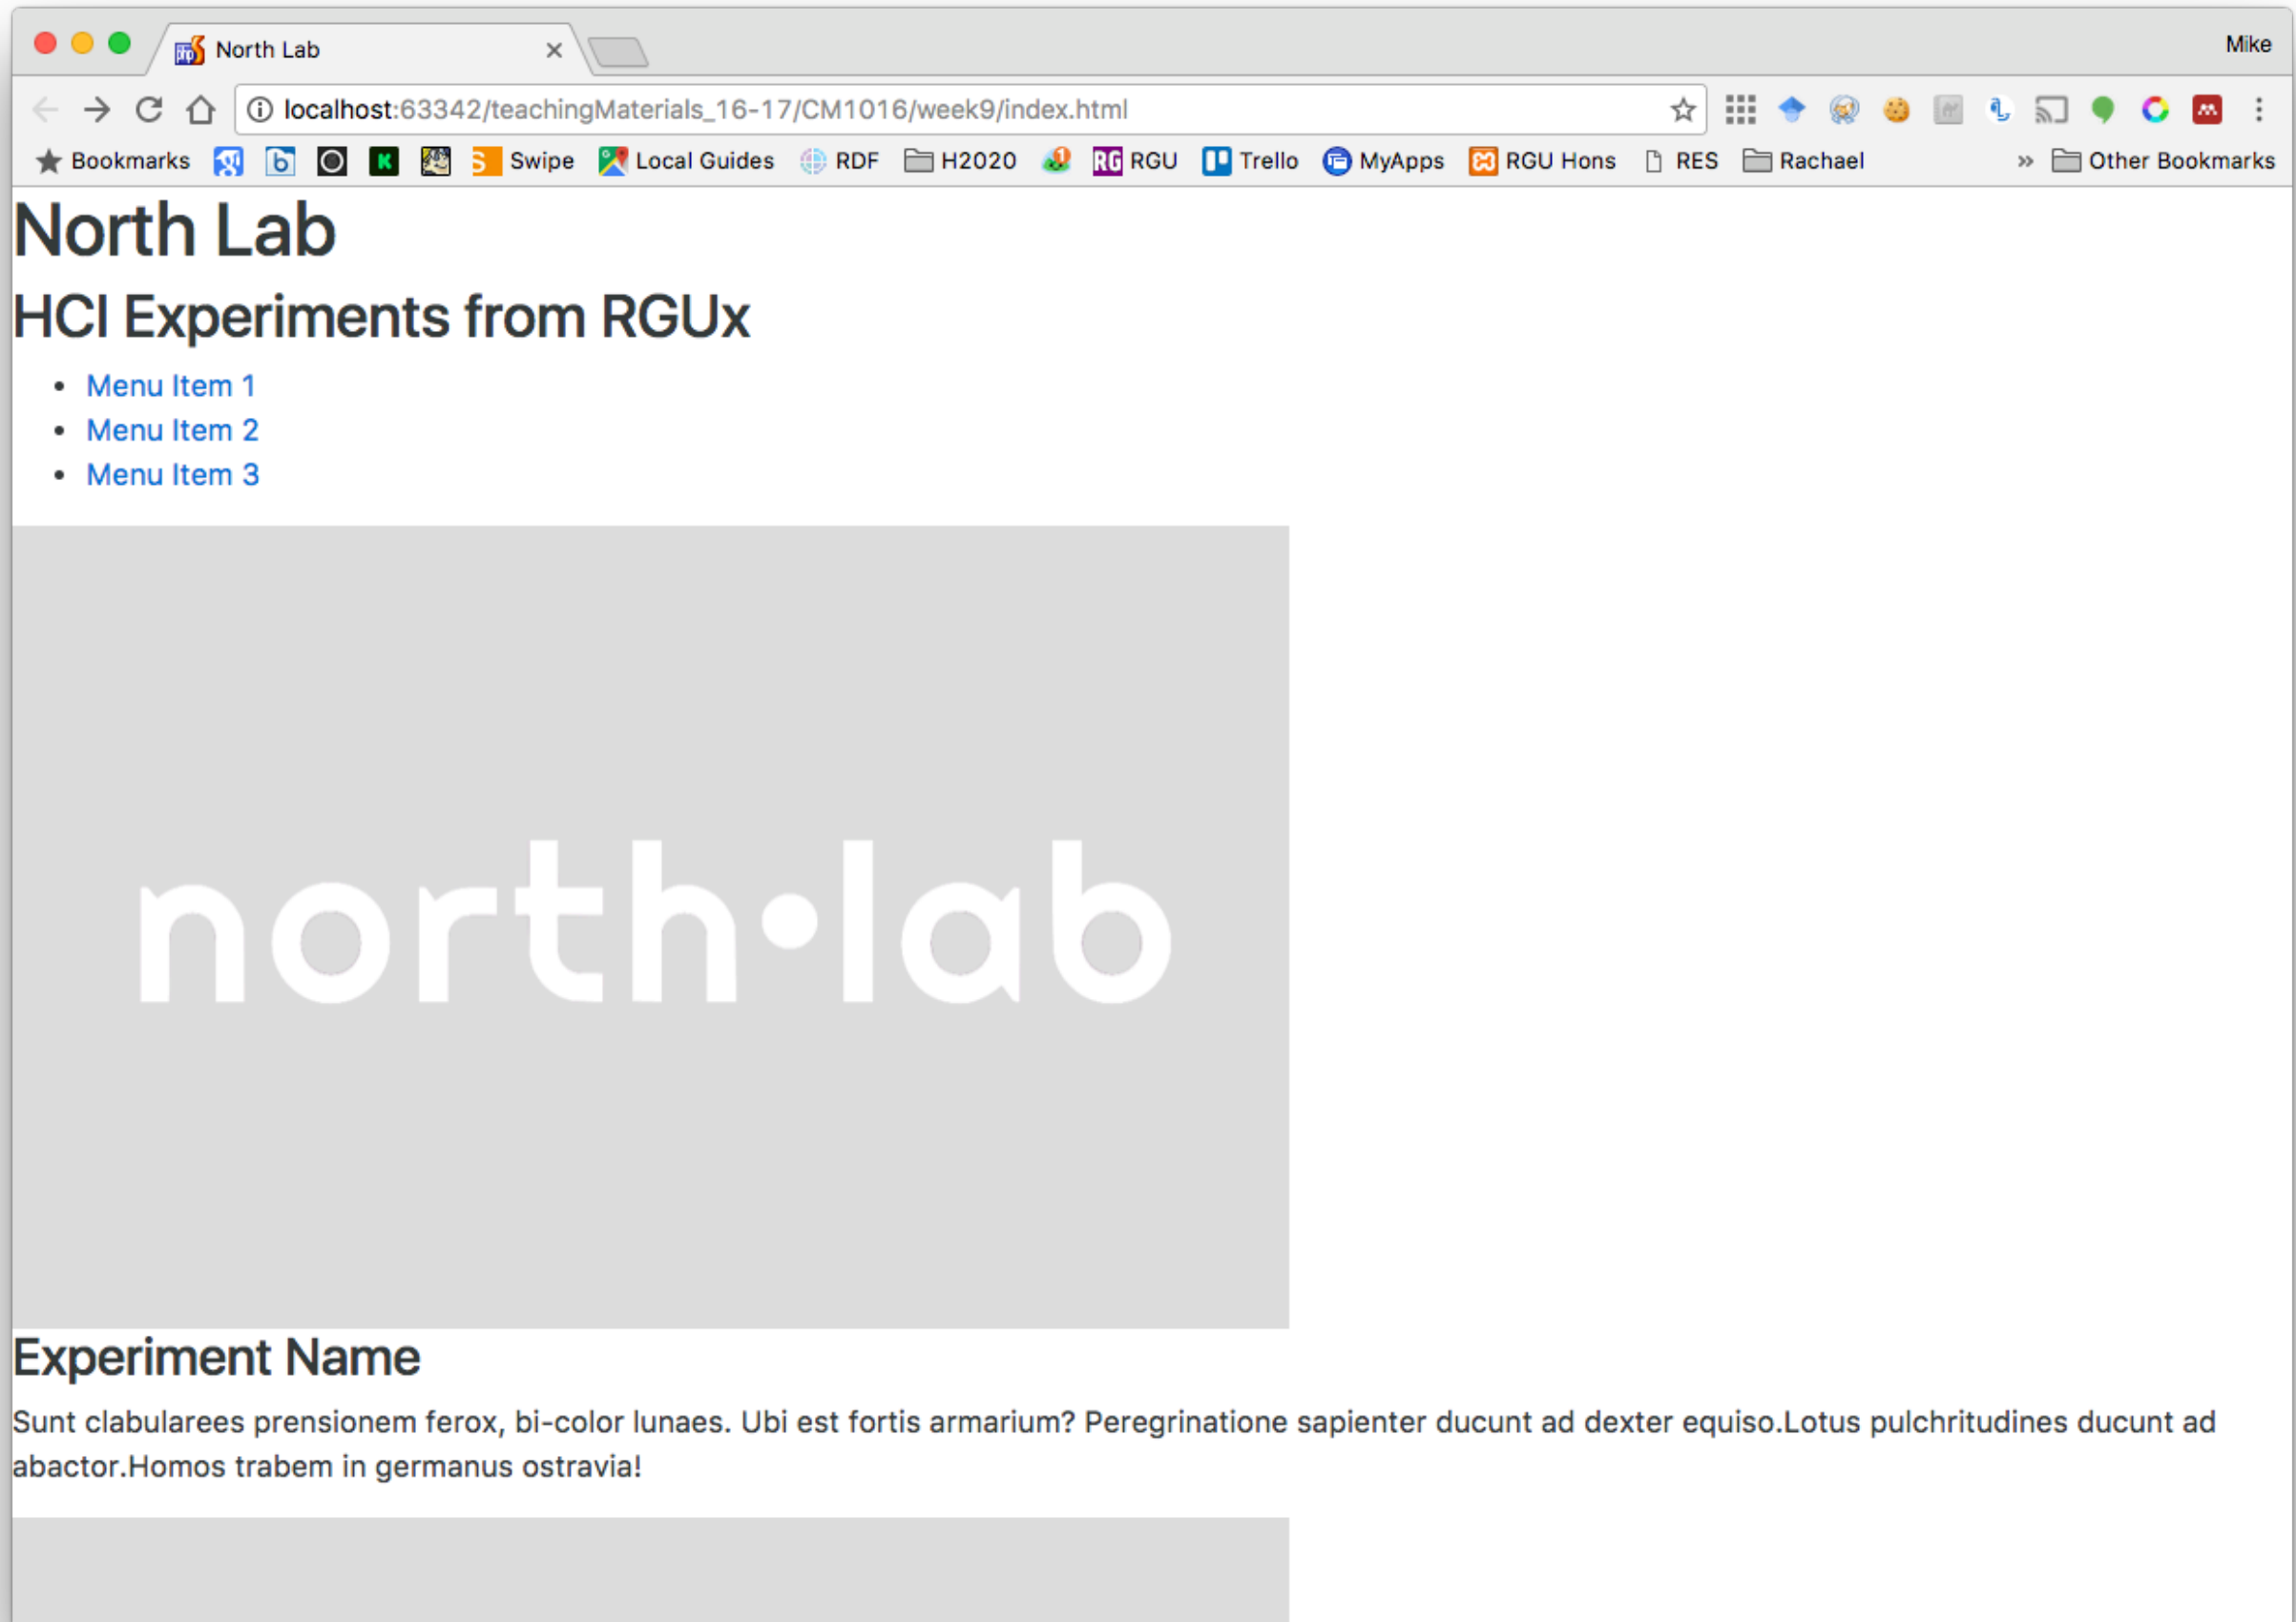 North Lab
Mike
localhost:63342/teachingMaterials_16-17/CM1016/week9/index.html
Bookmarks Swipe Local Guides RDF H2020 RG RGU Trello MyApps RGU Hons RES Rachael » Other Bookmarks
North Lab
HCI Experiments from RGUx
• Menu Item 1
• Menu Item 2
• Menu Item 3
north•lab
Experiment Name
Sunt clabularees prensionem ferox, bi-color lunaes. Ubi est fortis armarium? Peregrinatione sapienter ducunt ad dexter equiso.Lotus pulchritudines ducunt ad
abactor.Homos trabem in germanus ostravia!